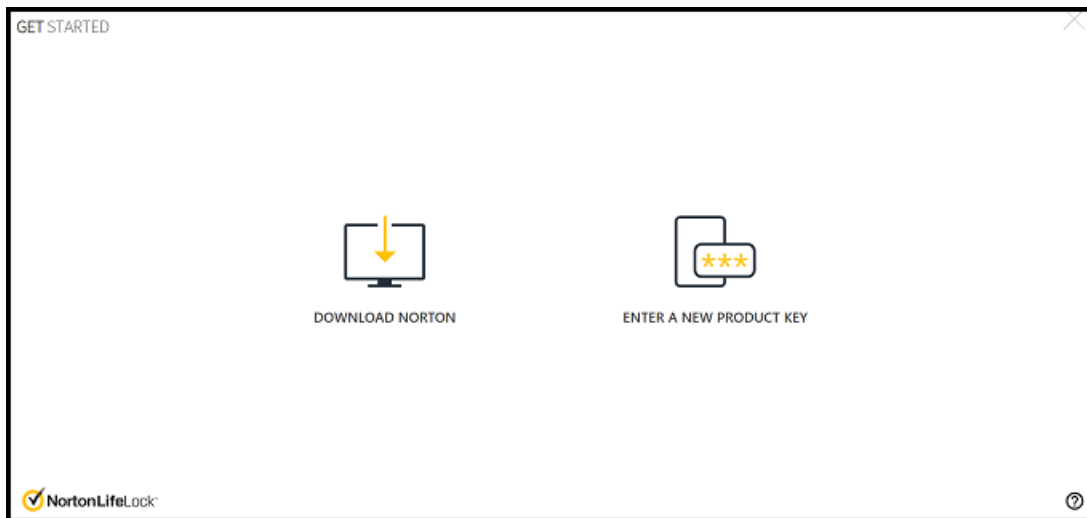 GET STARTED
DOWNLOAD NORTON
ENTER A NEW PRODUCT KEY
***
NortonLifeLock